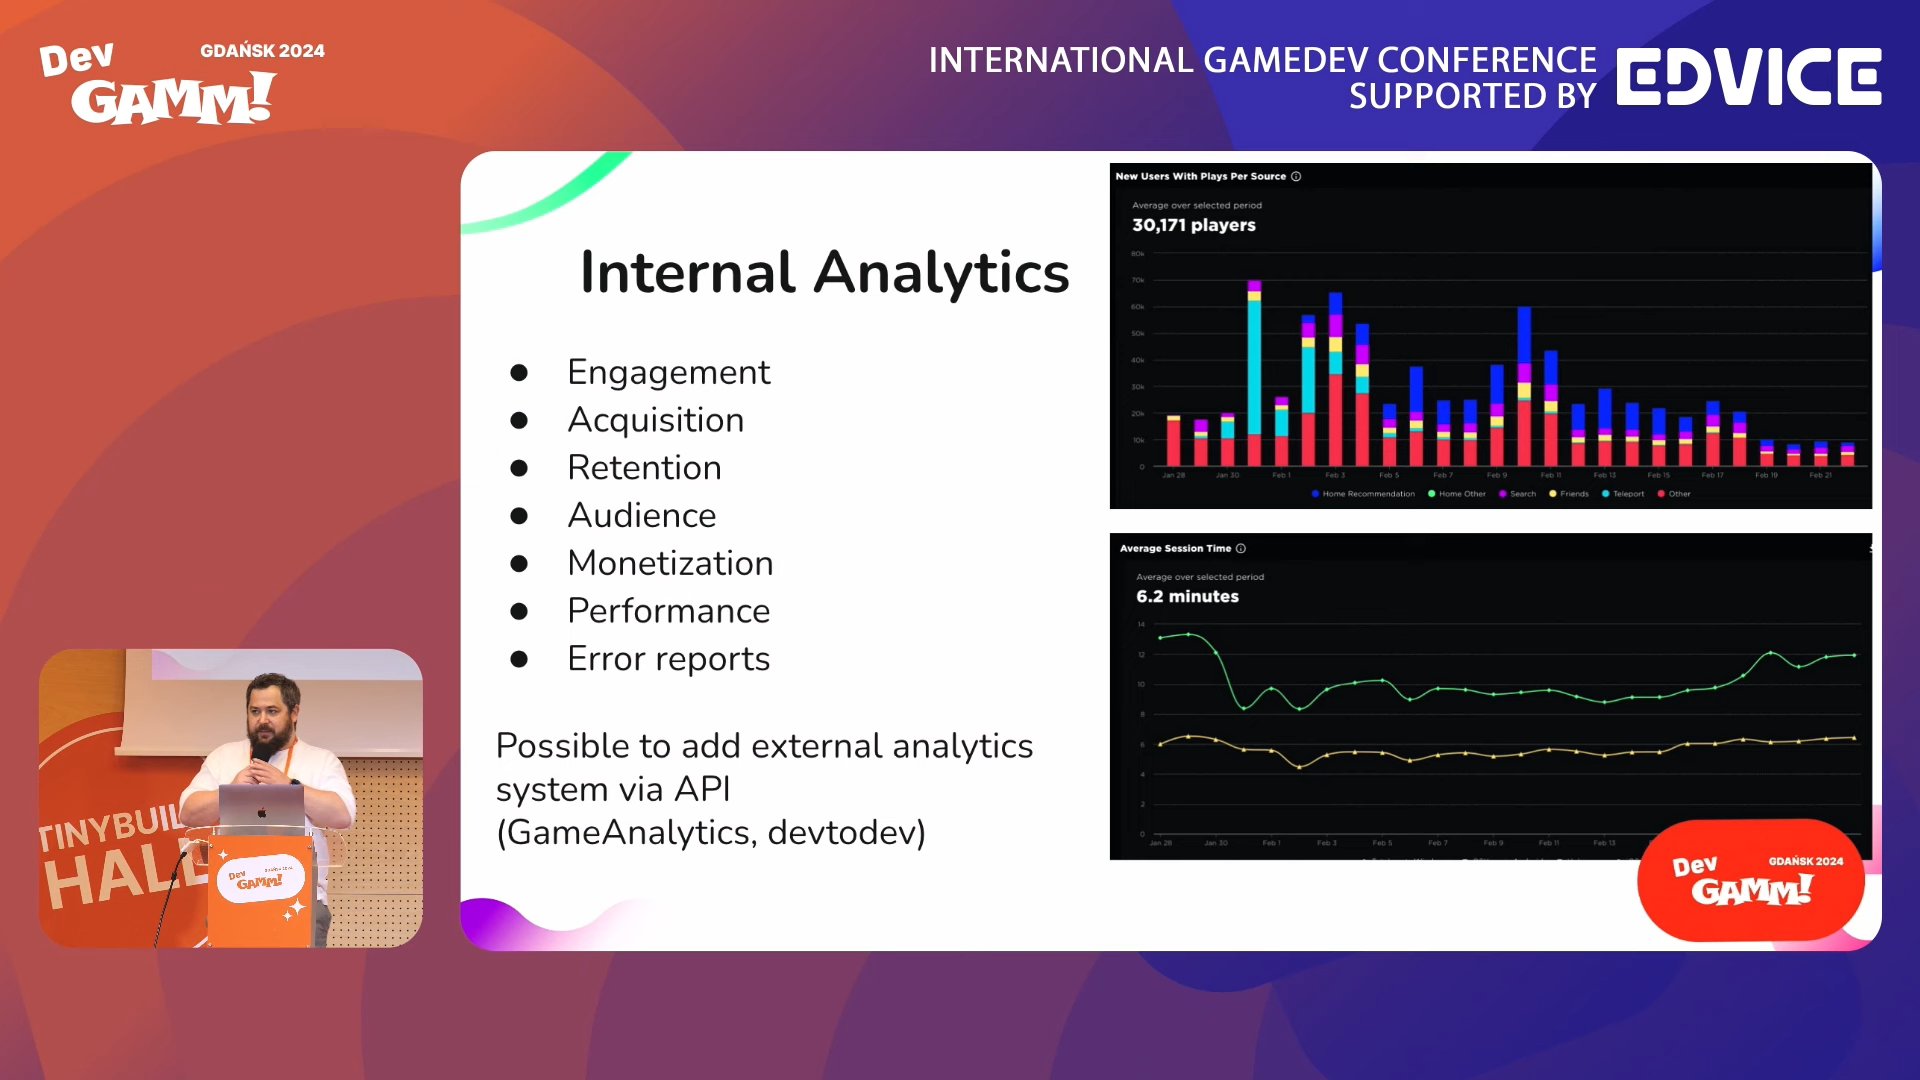 Dev
GAMM!
GDAŃSK 2024
INTERNATIONAL GAMEDEV CONFERENCE
SUPPORTED BY
EDVICE
Internal Analytics
● Engagement
● Acquisition
● Retention
● Audience
● Monetization
● Performance
● Error reports
Possible to add external analytics
system via API
(GameAnalytics, devtodev)
New Users With Plays Per Source
Average over selected period
30,171 players
80k
70k
60k
50k
40k
30k
20k
10k
0
Jan 28 Jan 30 Feb 1 Feb 3 Feb 5 Feb 7 Feb 9 Feb 11 Feb 13 Feb 15 Feb 17 Feb 19 Feb 21
Home Recommendation Home Other Search Friends Teleport Other
Average Session Time
Average over selected period
6.2 minutes
14
12
10
8
6
4
2
0
Jan 28 Jan 30 Feb 1 Feb 3 Feb 5 Feb 7 Feb 9 Feb 11 Feb 13
Dev
GAMM!
GDAŃSK 2024
TINYBUIL
HALL
Dev
GAMM!